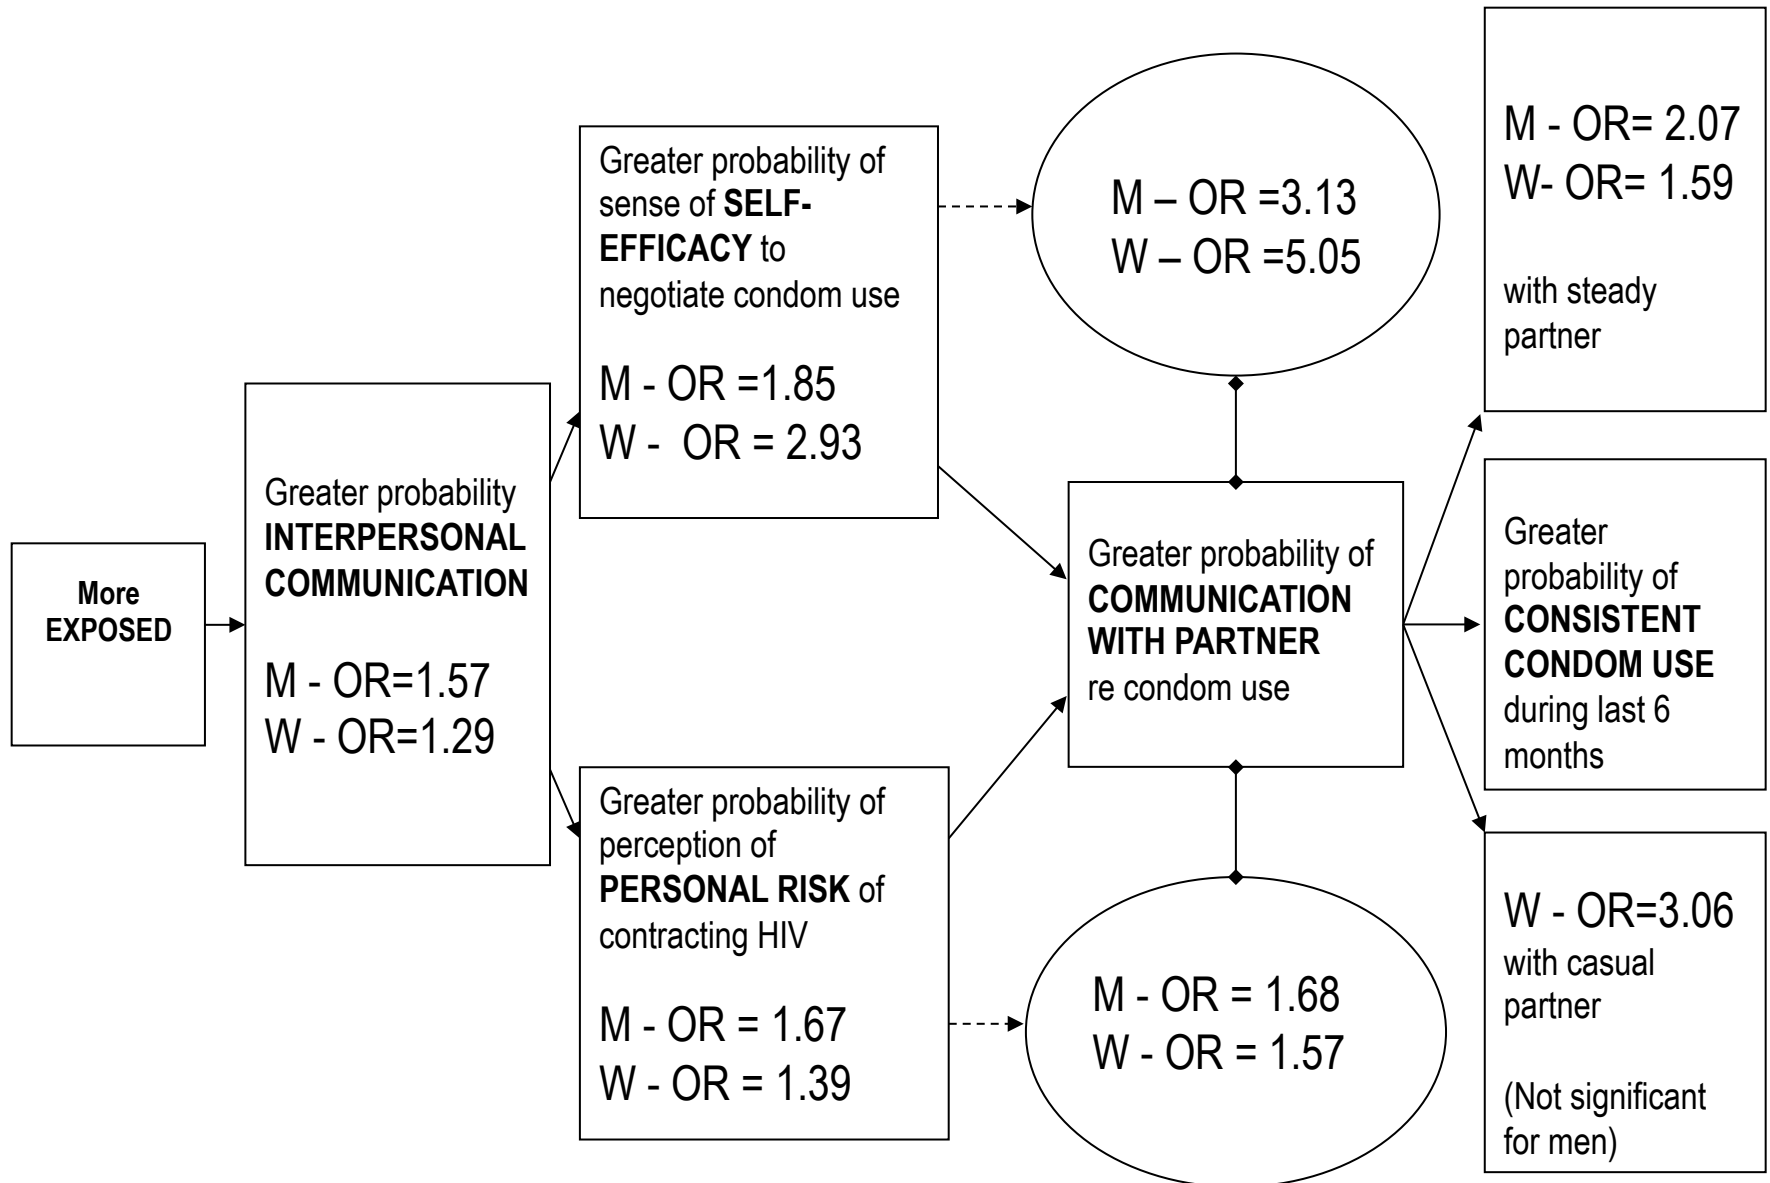 More
EXPOSED
Greater probability
INTERPERSONAL
COMMUNICATION
M - OR=1.57
W - OR=1.29
Greater probability of
sense of SELF-
EFFICACY to
negotiate condom use
M - OR =1.85
W - OR = 2.93
Greater probability of
perception of
PERSONAL RISK of
contracting HIV
M - OR = 1.67
W - OR = 1.39
M – OR =3.13
W – OR =5.05
Greater probability of
COMMUNICATION
WITH PARTNER
re condom use
M - OR = 1.68
W - OR = 1.57
M - OR= 2.07
W- OR= 1.59
with steady
partner
Greater
probability of
CONSISTENT
CONDOM USE
during last 6
months
W - OR=3.06
with casual
partner
(Not significant
for men)